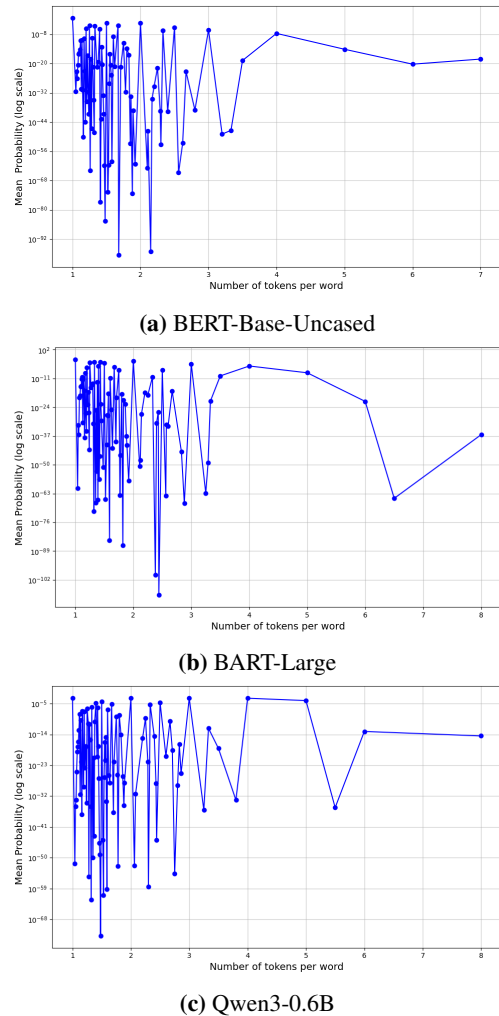 Mean Probability (log scale)
10⁻⁸
10⁻²⁰
10⁻³²
10⁻⁴⁴
10⁻⁵⁶
10⁻⁶⁸
10⁻⁸⁰
10⁻⁹²
1 2 3 4 5 6 7
Number of tokens per word
(a) BERT-Base-Uncased
Mean Probability (log scale)
10²
10⁻¹¹
10⁻²⁴
10⁻³⁷
10⁻⁵⁰
10⁻⁶³
10⁻⁷⁶
10⁻⁸⁹
10⁻¹⁰²
1 2 3 4 5 6 7 8
Number of tokens per word
(b) BART-Large
Mean Probability (log scale)
10⁻⁵
10⁻¹⁴
10⁻²³
10⁻³²
10⁻⁴¹
10⁻⁵⁰
10⁻⁵⁹
10⁻⁶⁸
1 2 3 4 5 6 7 8
Number of tokens per word
(c) Qwen3-0.6B